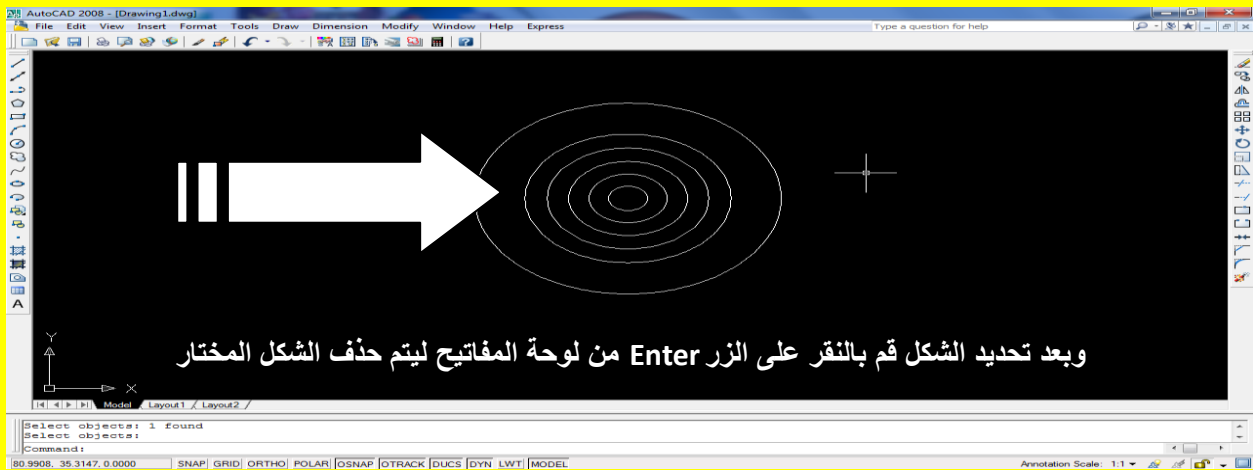 AutoCAD 2008 - [Drawing1.dwg]
File Edit View Insert Format Tools Draw Dimension Modify Window Help Express
Type a question for help
A
Y
X
وبعد تحديد الشكل قم بالنقر على الزر Enter من لوحة المفاتيح ليتم حذف الشكل المختار
Model Layout1 Layout2
Select objects: 1 found
Select objects:
Command:
80.9908, 35.3147, 0.0000 SNAP GRID ORTHO POLAR OSNAP OTRACK DUCS DYN LWT MODEL Annotation Scale: 1:1